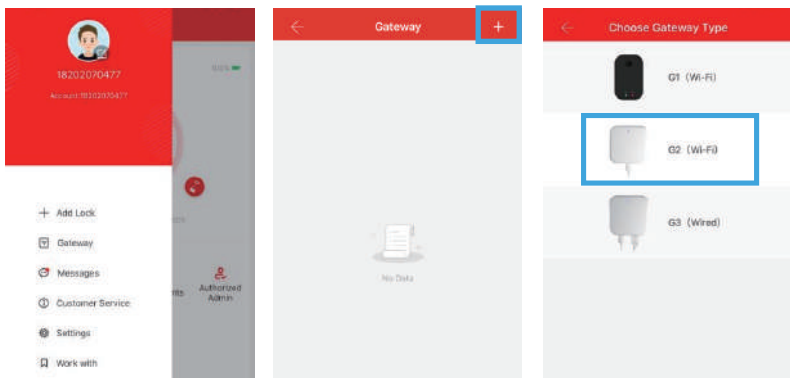 18202070477
Account:18202070477
100%
+ Add Lock
Gateway
Messages
Customer Service
Settings
Work with
Authorized
Admin
Gateway
+
No Data
Choose Gateway Type
G1 (Wi-Fi)
G2 (Wi-Fi)
G3 (Wired)